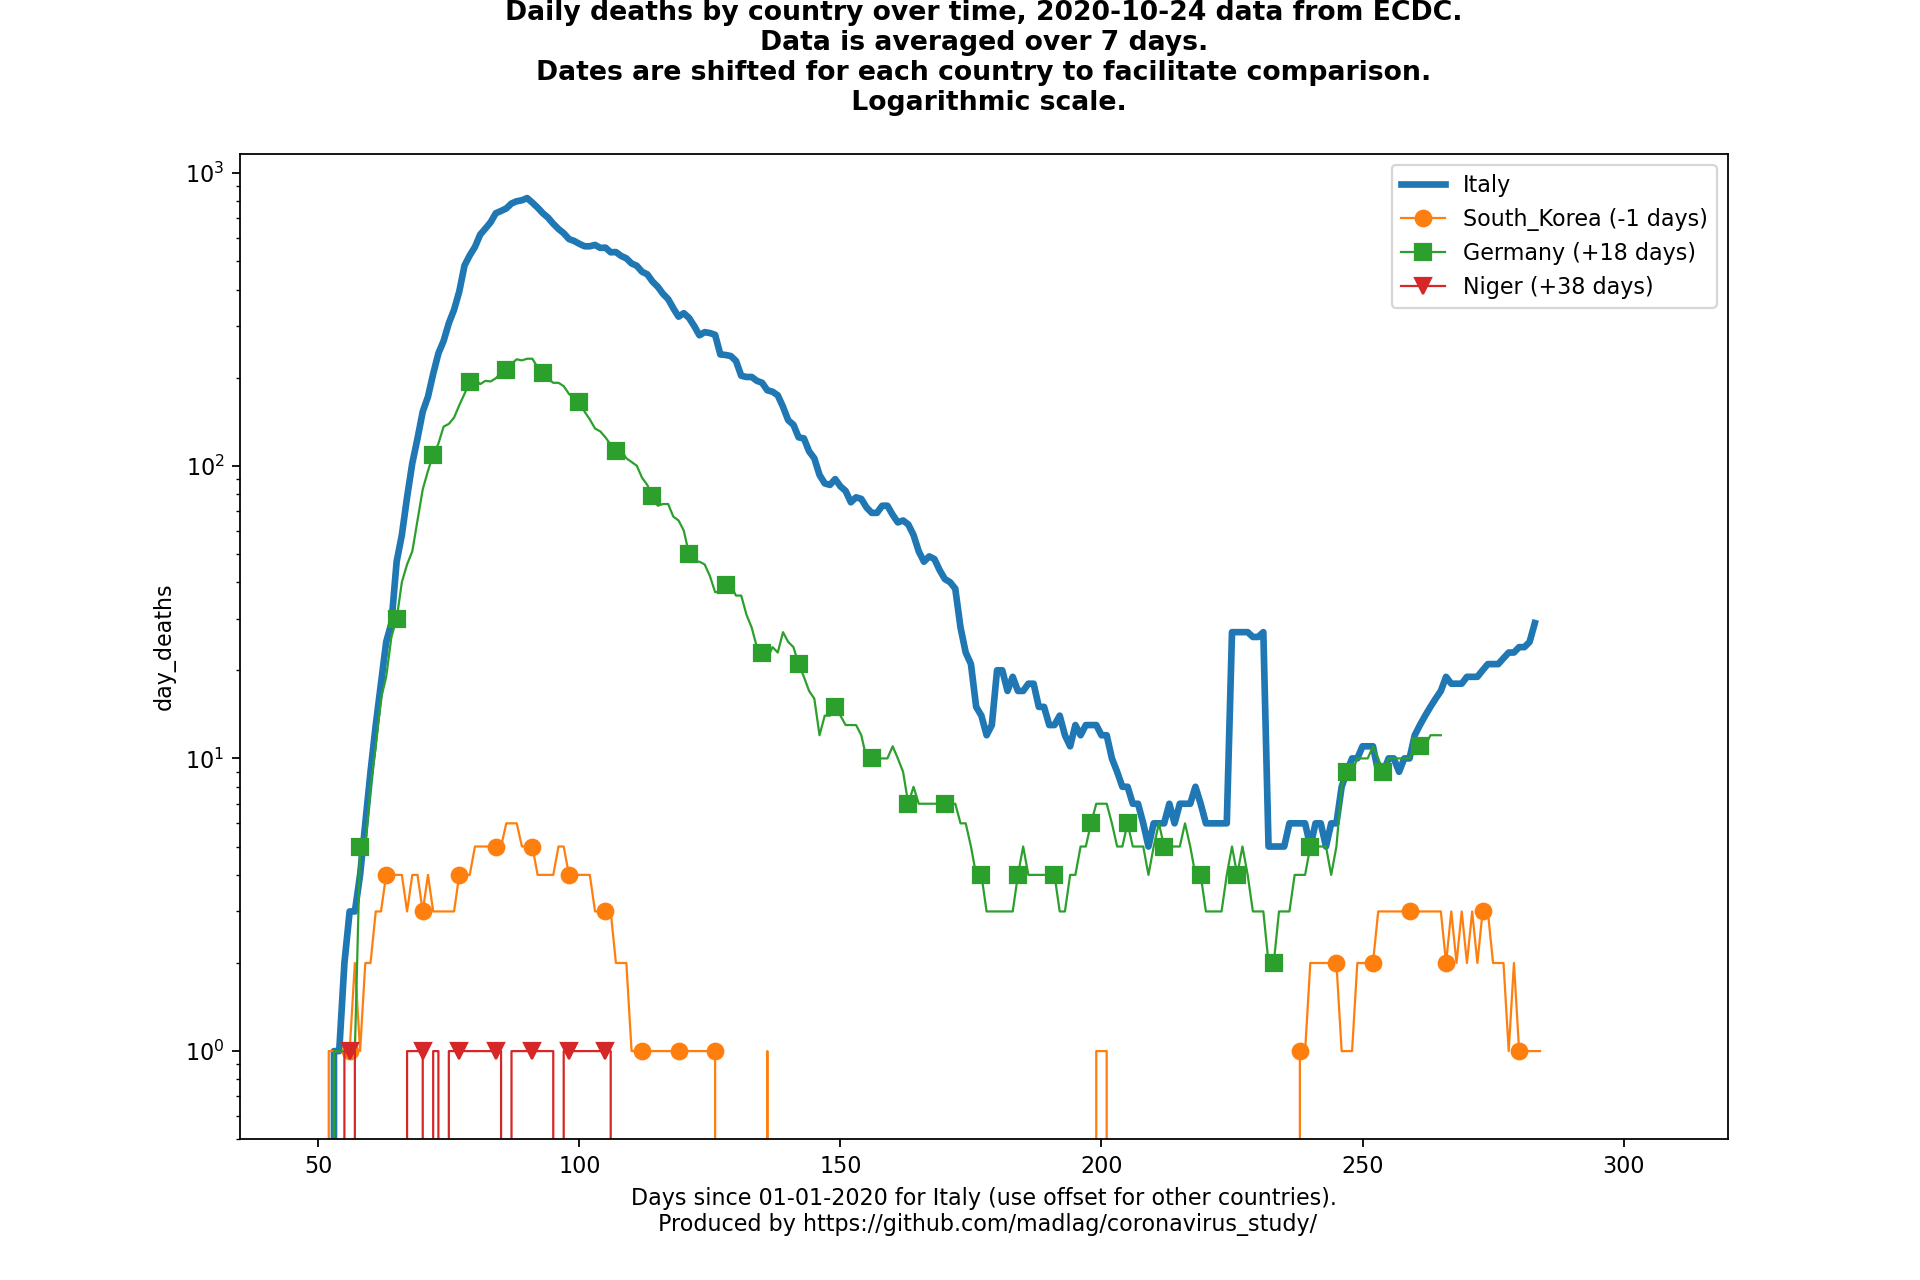 Daily deaths by country over time, 2020-10-24 data from ECDC.
Data is averaged over 7 days.
Dates are shifted for each country to facilitate comparison.
Logarithmic scale.
10³
10²
10¹
10⁰
day_deaths
Italy
South_Korea (-1 days)
Germany (+18 days)
Niger (+38 days)
50 100 150 200 250 300
Days since 01-01-2020 for Italy (use offset for other countries).
Produced by https://github.com/madlag/coronavirus_study/